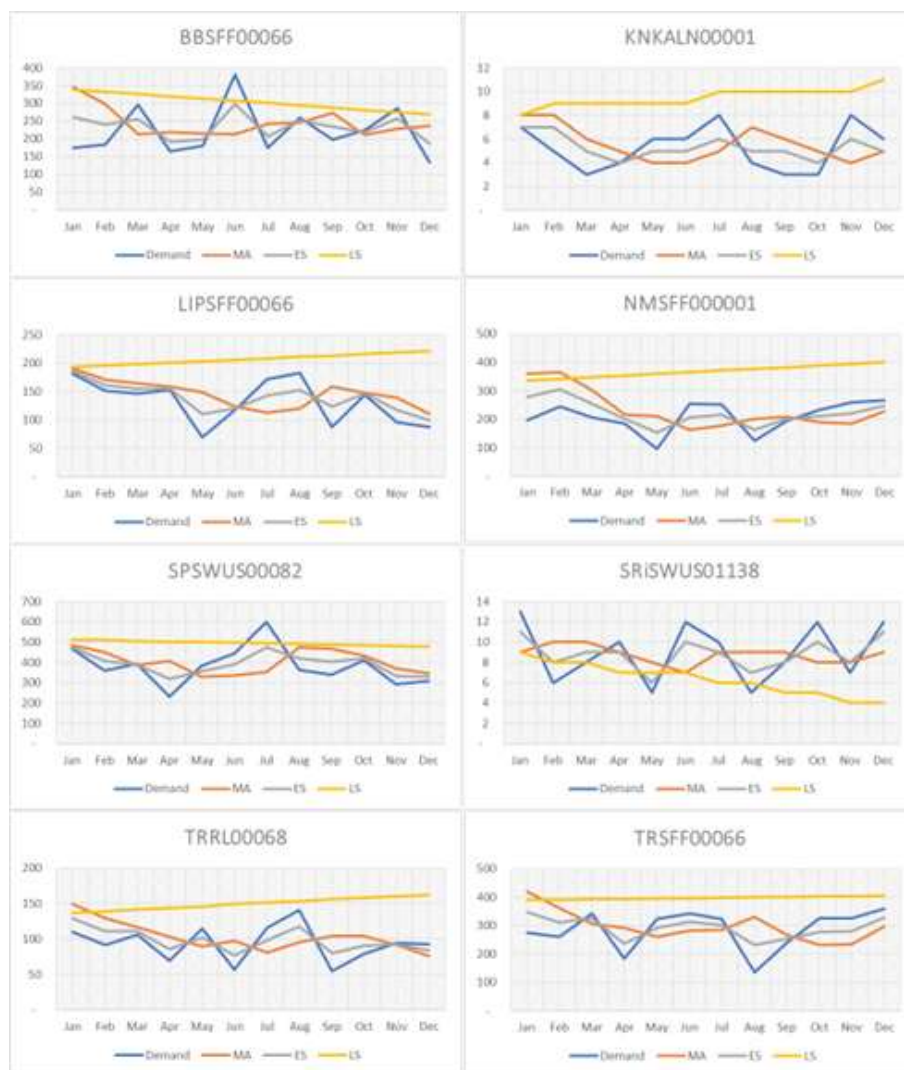 BBSFF00066
400
350
300
250
200
150
100
50
-
Jan Feb Mar Apr May Jun Jul Aug Sep Oct Nov Dec
Demand MA ES LS
KNKALN00001
12
10
8
6
4
2
-
Jan Feb Mar Apr May Jun Jul Aug Sep Oct Nov Dec
Demand MA ES LS
LIPSFF00066
250
200
150
100
50
-
Jan Feb Mar Apr May Jun Jul Aug Sep Oct Nov Dec
Demand MA ES LS
NMSFF000001
500
400
300
200
100
-
Jan Feb Mar Apr May Jun Jul Aug Sep Oct Nov Dec
Demand MA ES LS
SPSWUS00082
700
600
500
400
300
200
100
-
Jan Feb Mar Apr May Jun Jul Aug Sep Oct Nov Dec
Demand MA ES LS
SRiSWUS01138
14
12
10
8
6
4
2
-
Jan Feb Mar Apr May Jun Jul Aug Sep Oct Nov Dec
Demand MA ES LS
TRRL00068
200
150
100
50
-
Jan Feb Mar Apr May Jun Jul Aug Sep Oct Nov Dec
Demand MA ES LS
TRSFF00066
500
400
300
200
100
-
Jan Feb Mar Apr May Jun Jul Aug Sep Oct Nov Dec
Demand MA ES LS